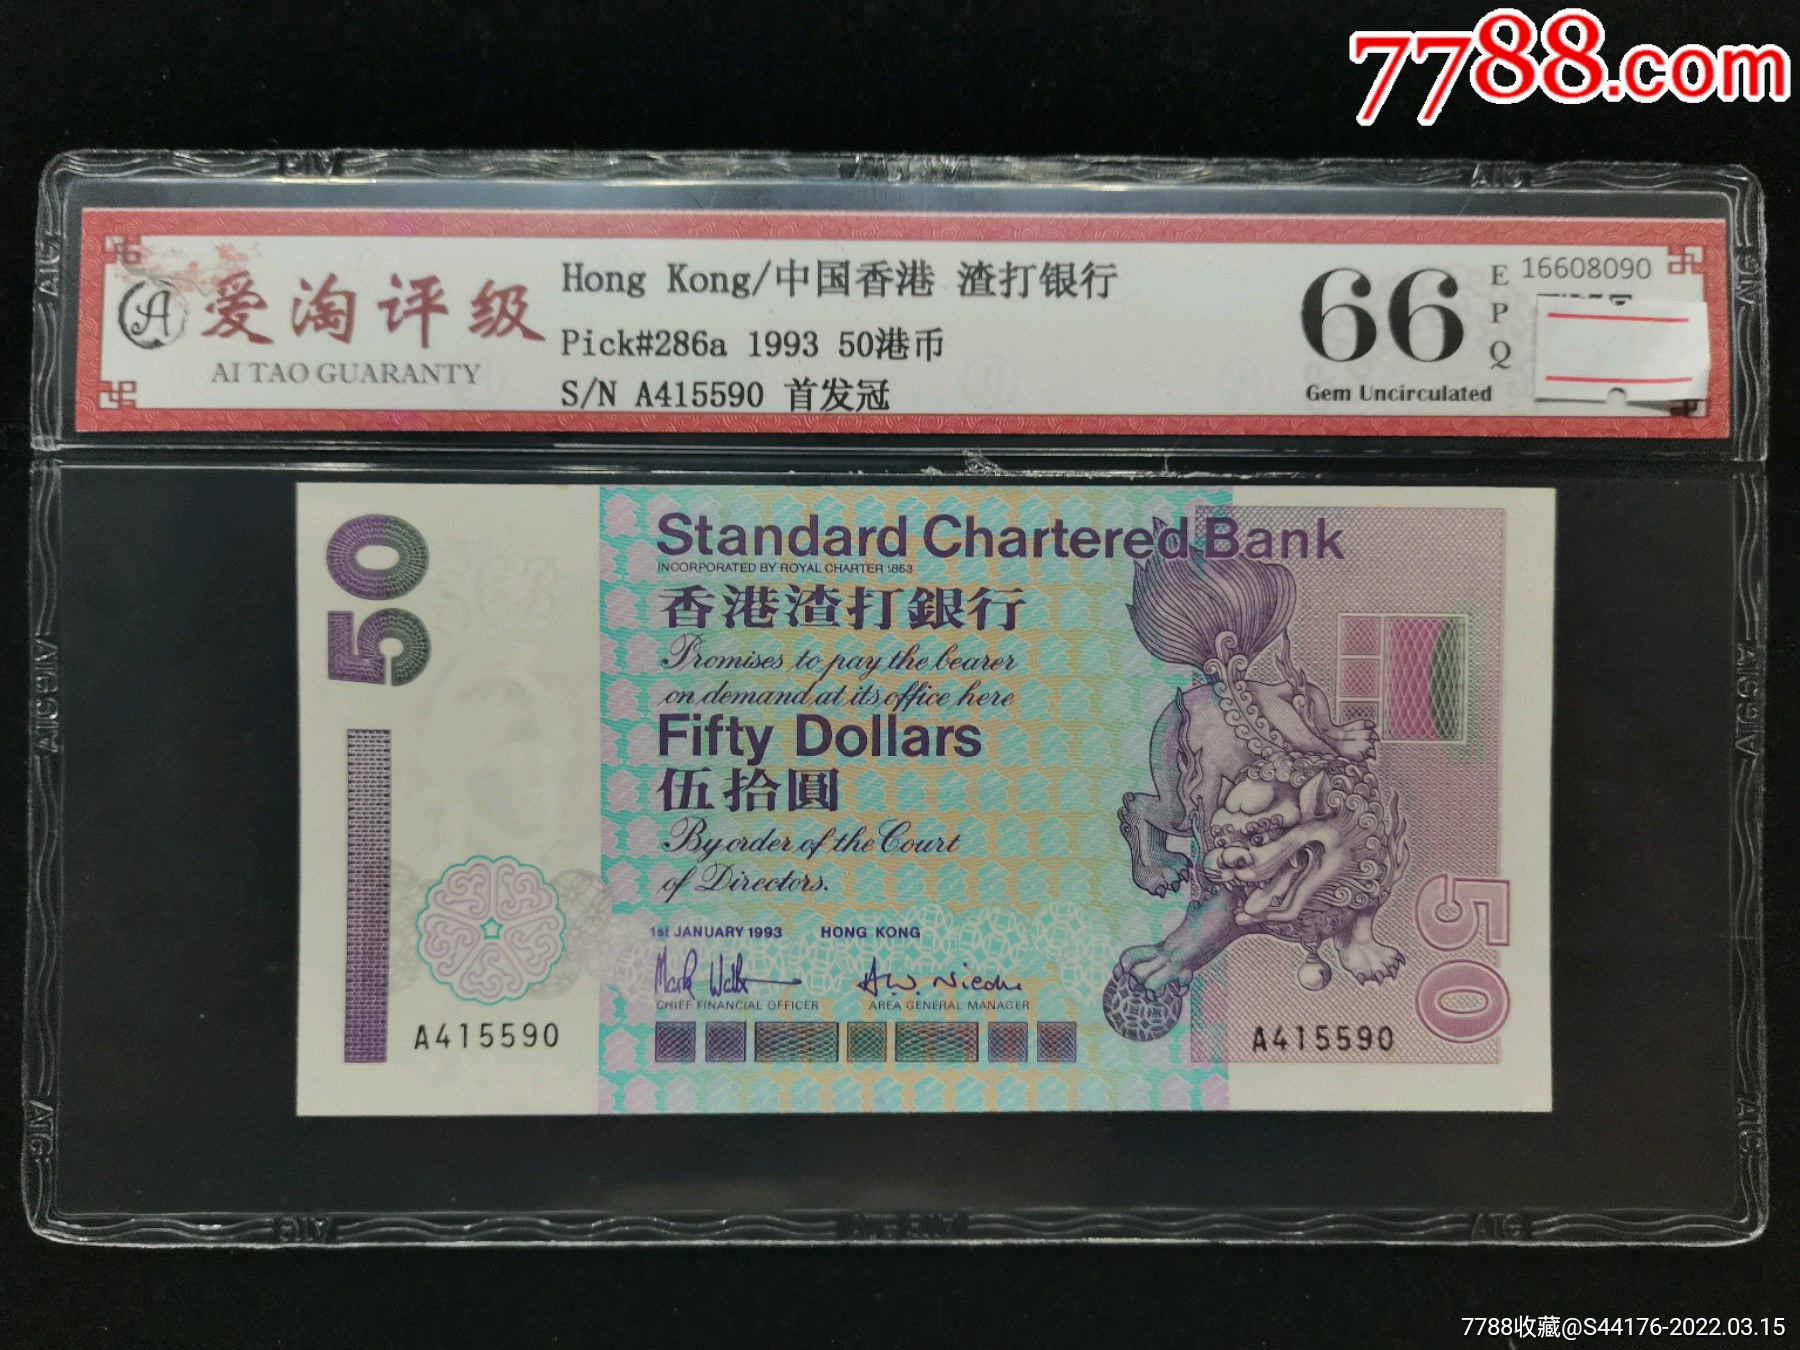 7788.com
爱淘评级
AI TAO GUARANTY
Hong Kong/中国香港 渣打银行
Pick#286a 1993 50港币
S/N A415590 首发冠
66
EPQ
Gem Uncirculated
16608090
50
Standard Chartered Bank
INCORPORATED BY ROYAL CHARTER 1853
香港渣打銀行
Promises to pay the bearer
on demand at its office here
Fifty Dollars
伍拾圓
By order of the Court
of Directors.
1st JANUARY 1993 HONG KONG
CHIEF FINANCIAL OFFICER AREA GENERAL MANAGER
A415590
A415590
50
7788收藏@S44176-2022.03.15